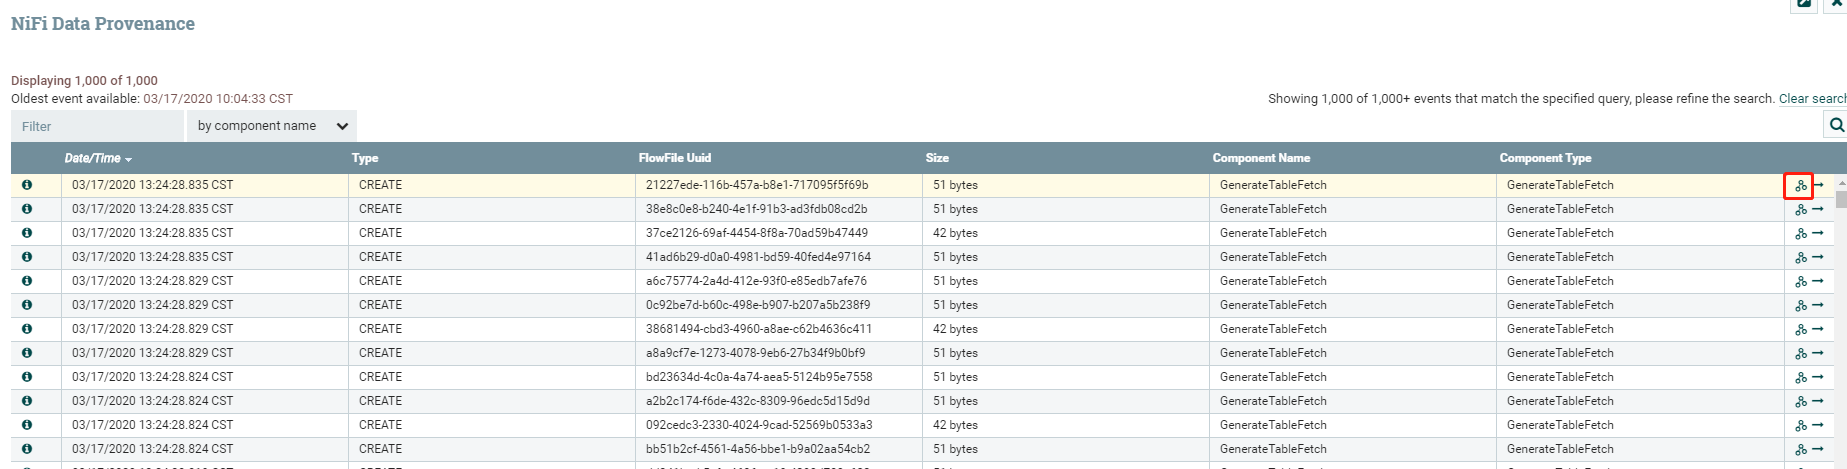 NiFi Data Provenance
Displaying 1,000 of 1,000
Oldest event available: 03/17/2020 10:04:33 CST
Showing 1,000 of 1,000+ events that match the specified query, please refine the search. Clear search
Filter by component name
Date/Time Type FlowFile Uuid Size Component Name Component Type
03/17/2020 13:24:28.835 CST CREATE 21227ede-116b-457a-b8e1-717095f5f69b 51 bytes GenerateTableFetch GenerateTableFetch
03/17/2020 13:24:28.835 CST CREATE 38e8c0e8-b240-4e1f-91b3-ad3fdb08cd2b 51 bytes GenerateTableFetch GenerateTableFetch
03/17/2020 13:24:28.835 CST CREATE 37ce2126-69af-4454-8f8a-70ad59b47449 42 bytes GenerateTableFetch GenerateTableFetch
03/17/2020 13:24:28.835 CST CREATE 41ad6b29-d0a0-4981-bd59-40fed4e97164 51 bytes GenerateTableFetch GenerateTableFetch
03/17/2020 13:24:28.829 CST CREATE a6c75774-2a4d-412e-93f0-e85edb7afe76 51 bytes GenerateTableFetch GenerateTableFetch
03/17/2020 13:24:28.829 CST CREATE 0c92be7d-b60c-498e-b907-b207a5b238f9 51 bytes GenerateTableFetch GenerateTableFetch
03/17/2020 13:24:28.829 CST CREATE 38681494-cbd3-4960-a8ae-c62b4636c411 42 bytes GenerateTableFetch GenerateTableFetch
03/17/2020 13:24:28.829 CST CREATE a8a9cf7e-1273-4078-9eb6-27b34f9b0bf9 51 bytes GenerateTableFetch GenerateTableFetch
03/17/2020 13:24:28.824 CST CREATE bd23634d-4c0a-4a74-aea5-5124b95e7558 51 bytes GenerateTableFetch GenerateTableFetch
03/17/2020 13:24:28.824 CST CREATE a2b2c174-f6de-432c-8309-96edc5d15d9d 51 bytes GenerateTableFetch GenerateTableFetch
03/17/2020 13:24:28.824 CST CREATE 092cedc3-2330-4024-9cad-52569b0533a3 42 bytes GenerateTableFetch GenerateTableFetch
03/17/2020 13:24:28.824 CST CREATE bb51b2cf-4561-4a56-bbe1-b9a02aa54cb2 51 bytes GenerateTableFetch GenerateTableFetch